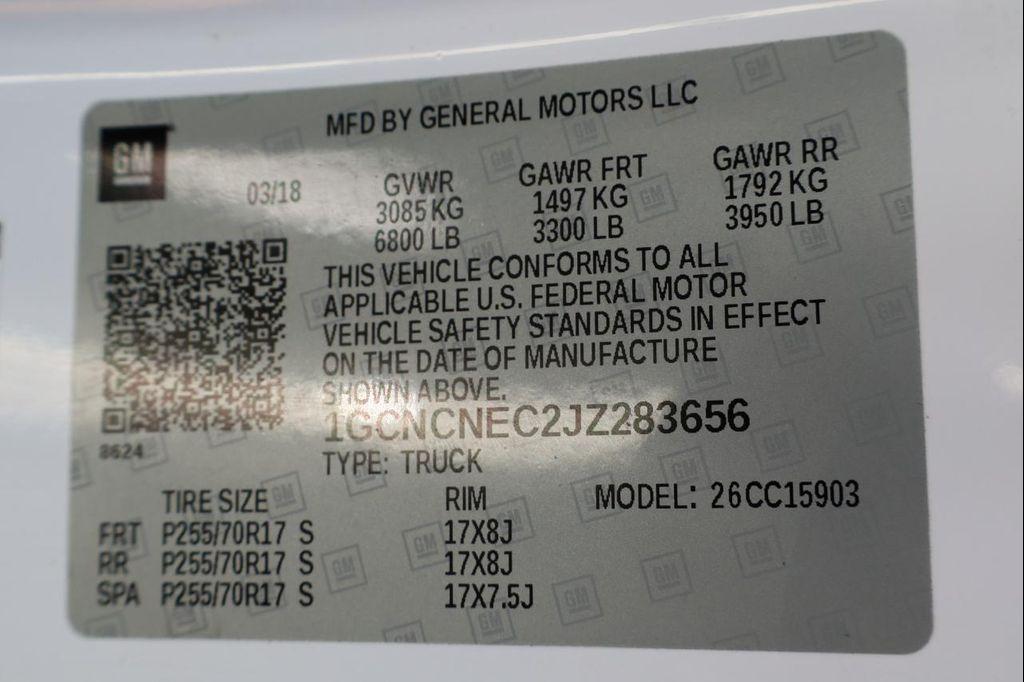 MFD BY GENERAL MOTORS LLC
GM
03/18 GVWR GAWR FRT GAWR RR
3085 KG 1497 KG 1792 KG
6800 LB 3300 LB 3950 LB
THIS VEHICLE CONFORMS TO ALL
APPLICABLE U.S. FEDERAL MOTOR
VEHICLE SAFETY STANDARDS IN EFFECT
ON THE DATE OF MANUFACTURE
SHOWN ABOVE.
1GCNCNEC2JZ283656
8624
TYPE: TRUCK
TIRE SIZE RIM MODEL: 26CC15903
FRT P255/70R17 S 17X8J
RR P255/70R17 S 17X8J
SPA P255/70R17 S 17X7.5J